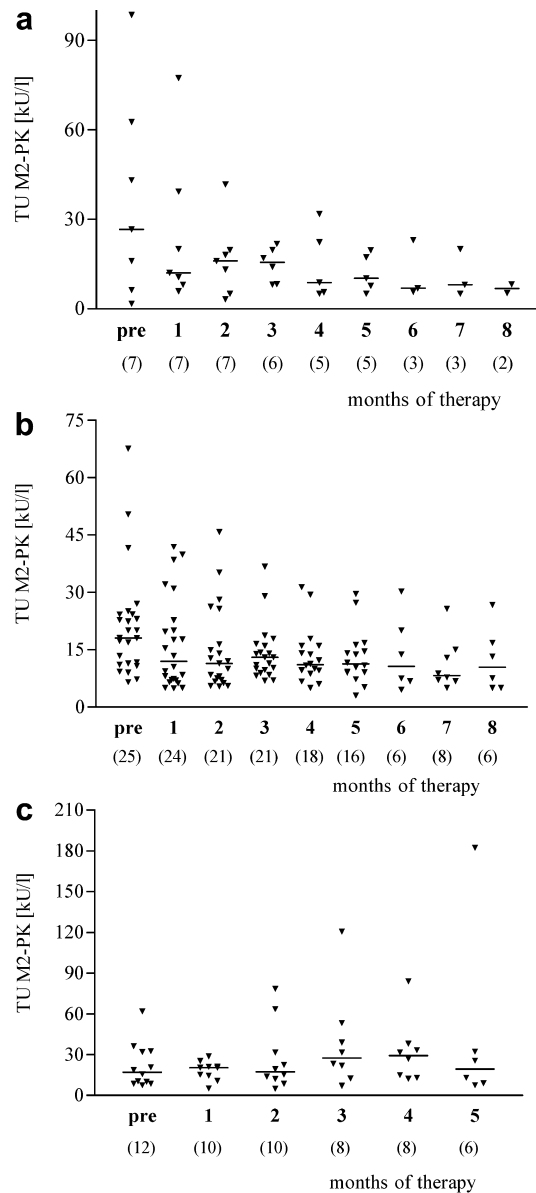 a
TU M2-PK [kU/l]
90
60
30
0
pre 1 2 3 4 5 6 7 8
(7) (7) (7) (6) (5) (5) (3) (3) (2)
months of therapy
b
TU M2-PK [kU/l]
75
60
45
30
15
0
pre 1 2 3 4 5 6 7 8
(25) (24) (21) (21) (18) (16) (6) (8) (6)
months of therapy
c
TU M2-PK [kU/l]
210
180
150
120
90
60
30
0
pre 1 2 3 4 5
(12) (10) (10) (8) (8) (6)
months of therapy